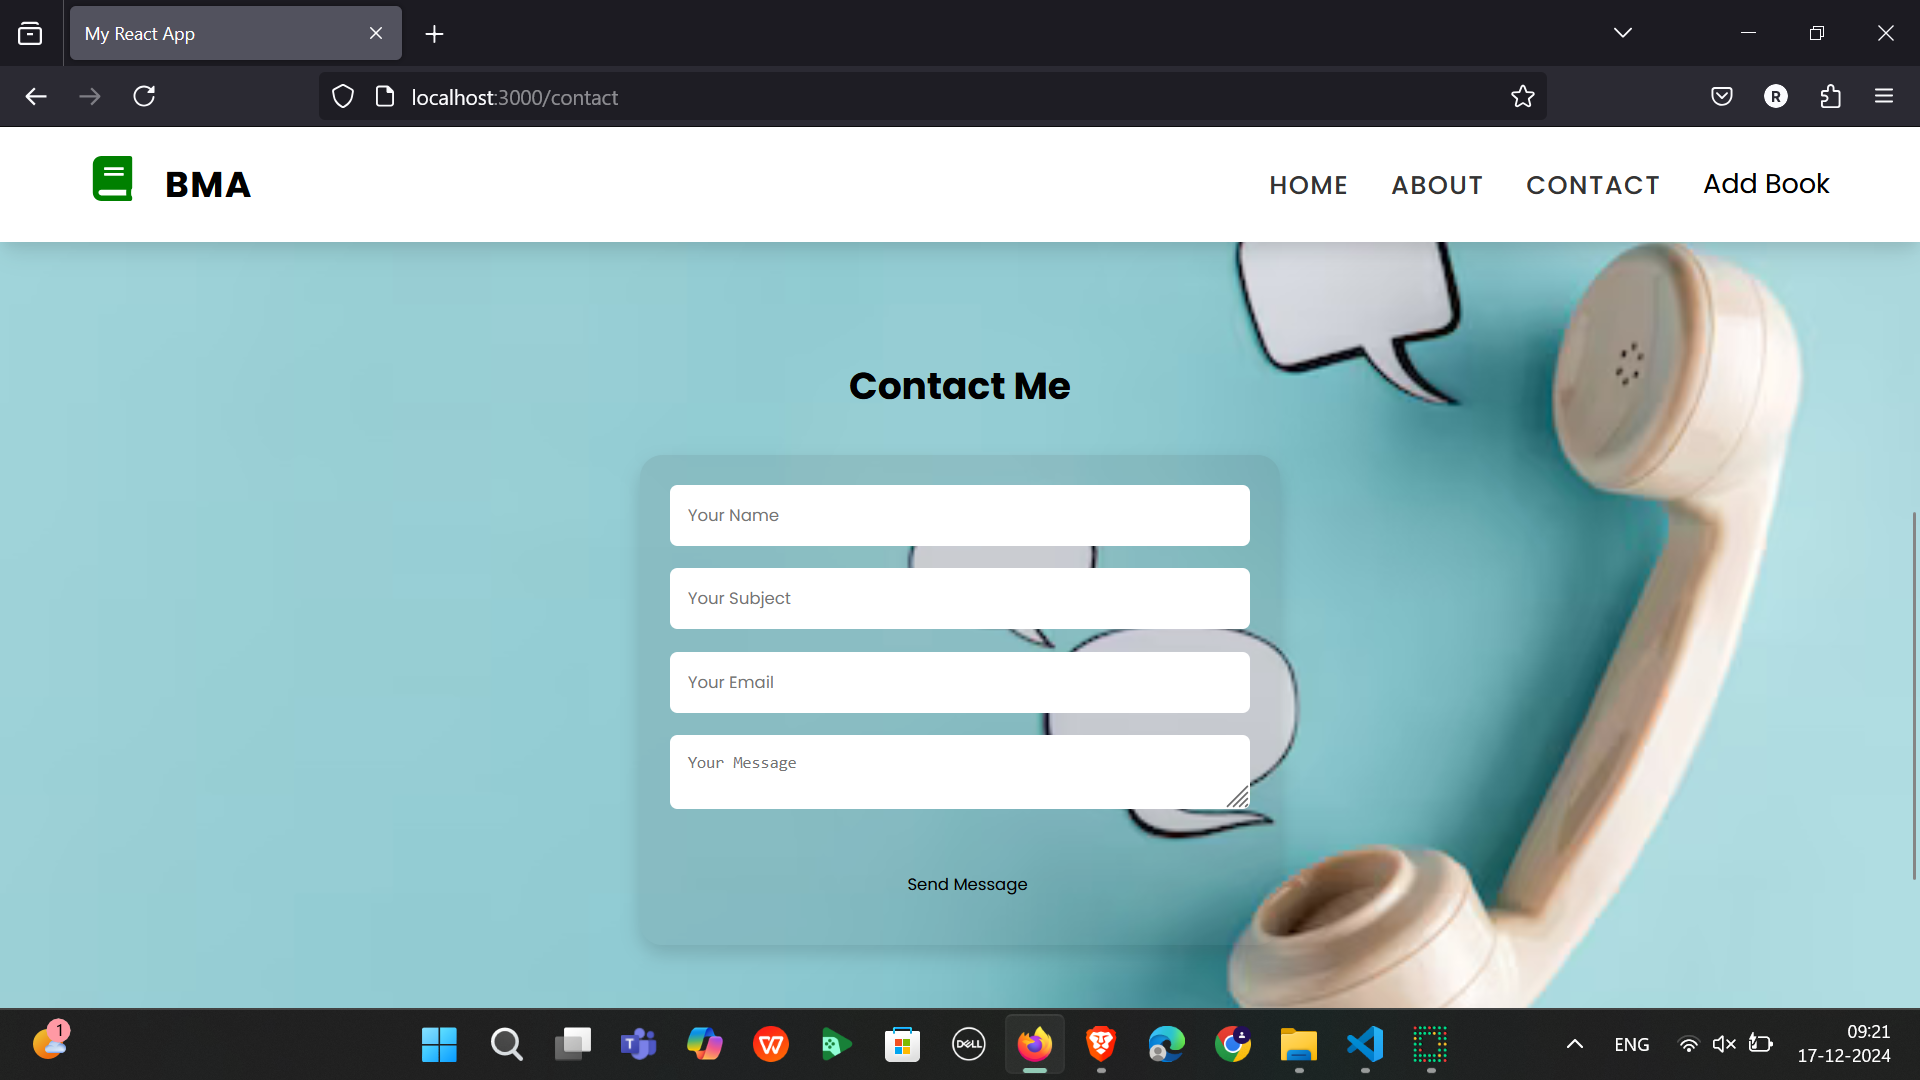 My React App
localhost:3000/contact
R
BMA
HOME
ABOUT
CONTACT
Add Book
Contact Me
Your Name
Your Subject
Your Email
Your Message
Send Message
1
DELL
ENG
09:21
17-12-2024